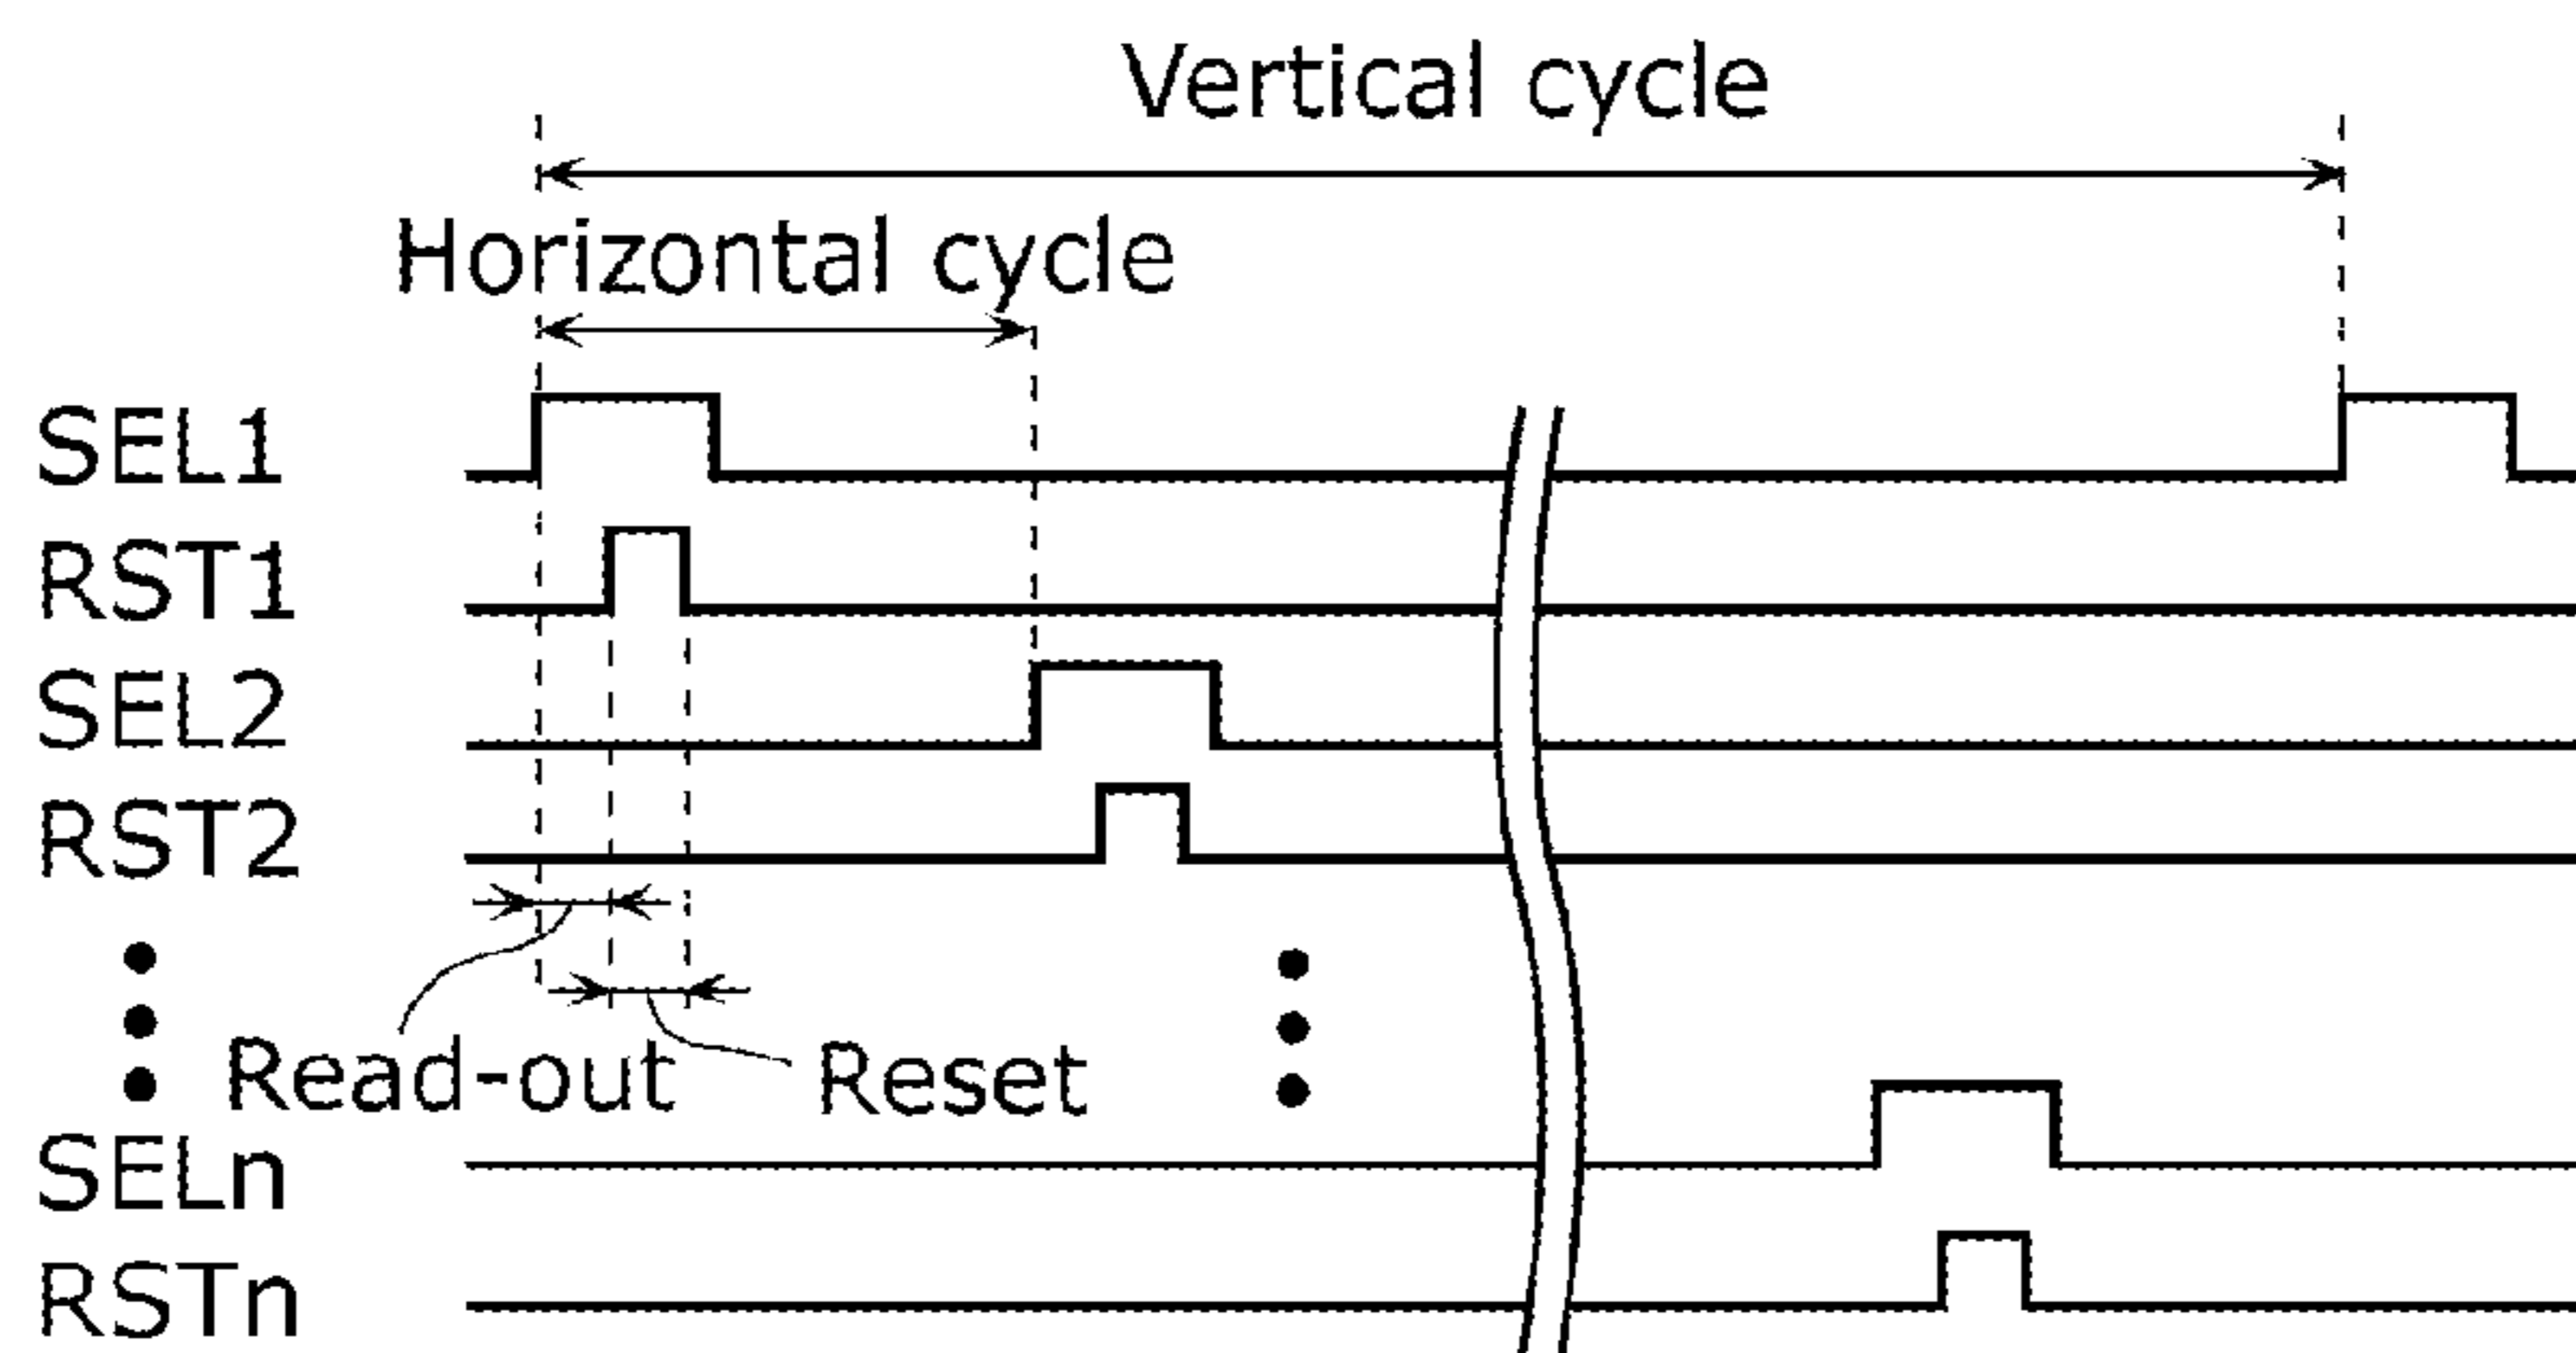 Vertical cycle
Horizontal cycle
SEL1
RST1
SEL2
RST2
Read-out
Reset
SELn
RSTn